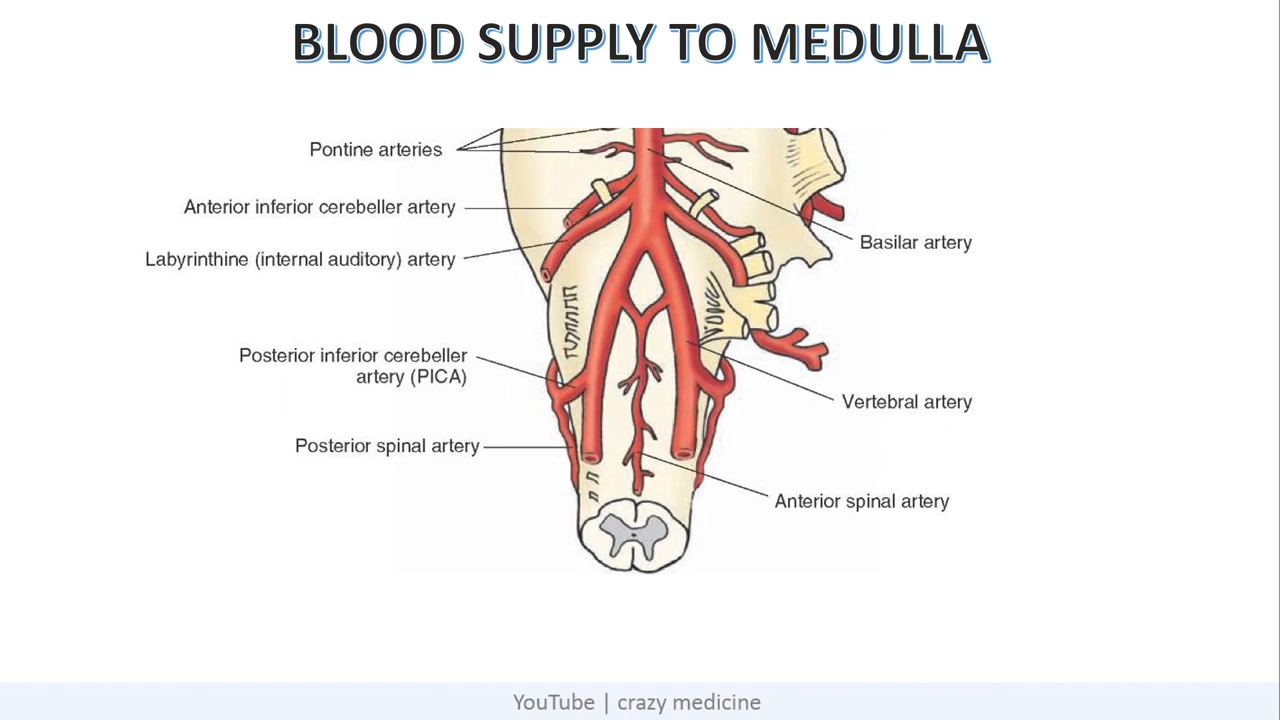 BLOOD SUPPLY TO MEDULLA
Pontine arteries
Anterior inferior cerebeller artery
Labyrinthine (internal auditory) artery
Basilar artery
Posterior inferior cerebeller
artery (PICA)
Vertebral artery
Posterior spinal artery
Anterior spinal artery
YouTube | crazy medicine